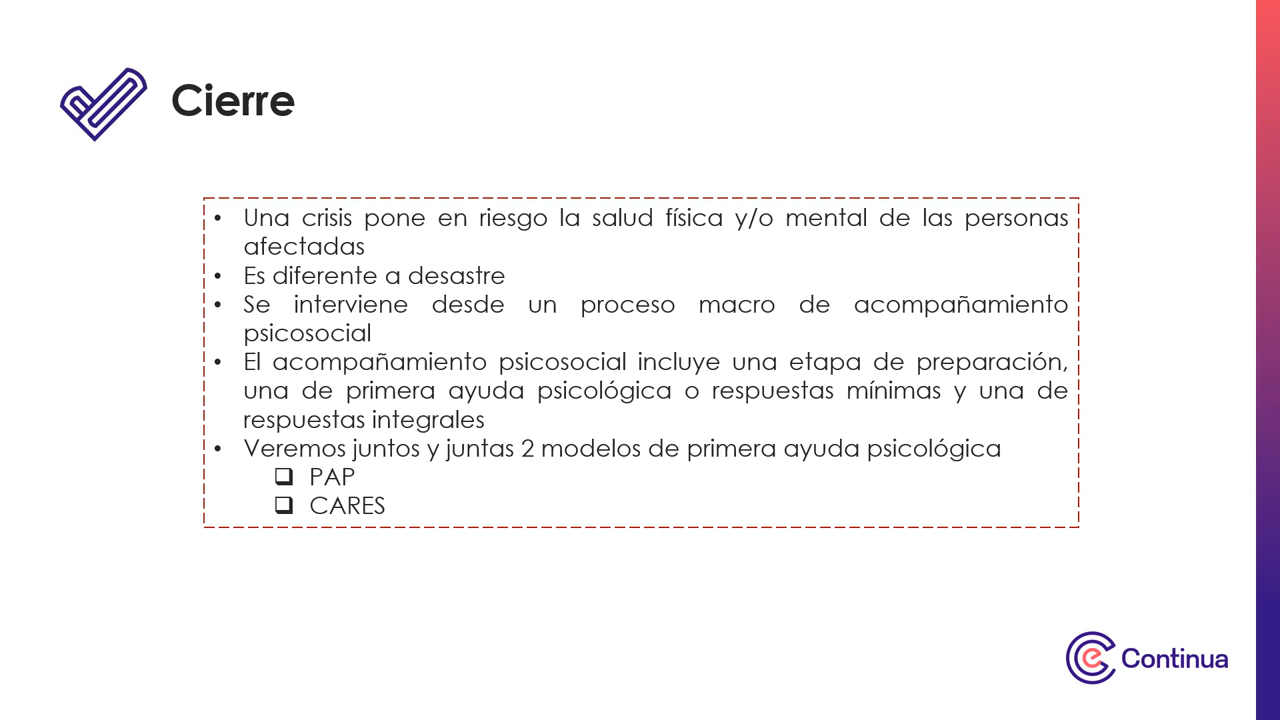 Cierre
• Una crisis pone en riesgo la salud física y/o mental de las personas
afectadas
• Es diferente a desastre
• Se interviene desde un proceso macro de acompañamiento
psicosocial
• El acompañamiento psicosocial incluye una etapa de preparación,
una de primera ayuda psicológica o respuestas mínimas y una de
respuestas integrales
• Veremos juntos y juntas 2 modelos de primera ayuda psicológica
❑ PAP
❑ CARES
e Continua